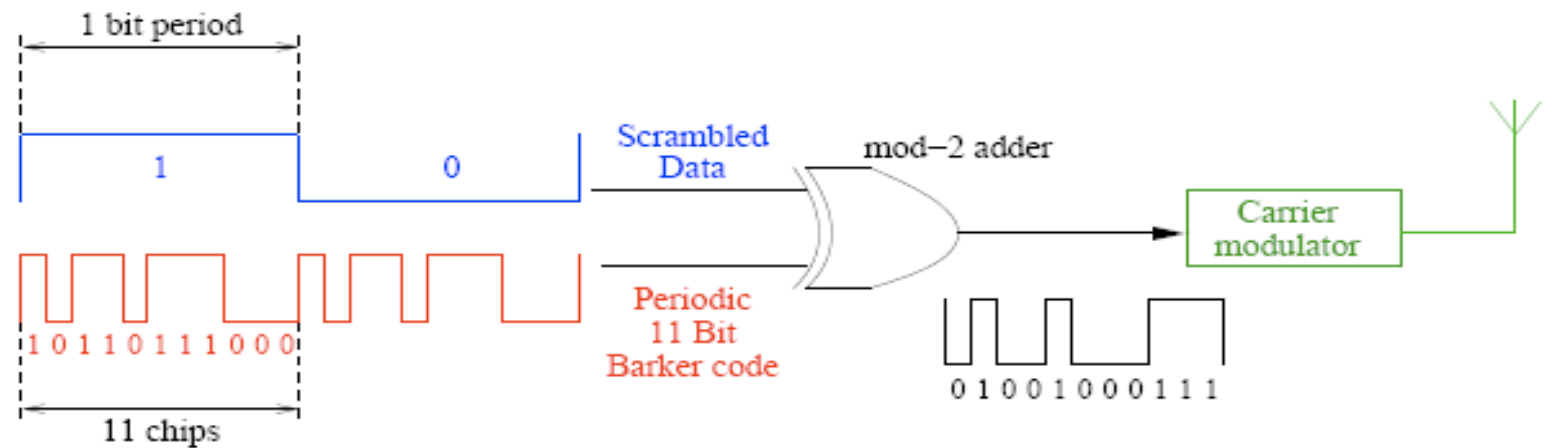 1 bit period
1
0
Scrambled
Data
mod–2 adder
Carrier
modulator
1 0 1 1 0 1 1 1 0 0 0
Periodic
11 Bit
Barker code
0 1 0 0 1 0 0 0 1 1 1
11 chips